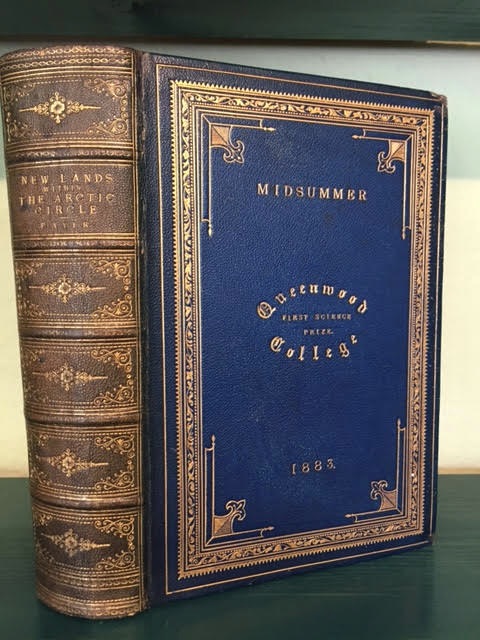 NEW LANDS
WITHIN
THE ARCTIC
CIRCLE
PAYER
MIDSUMMER
Queenwood
FIRST SCIENCE
PRIZE.
College
1883.